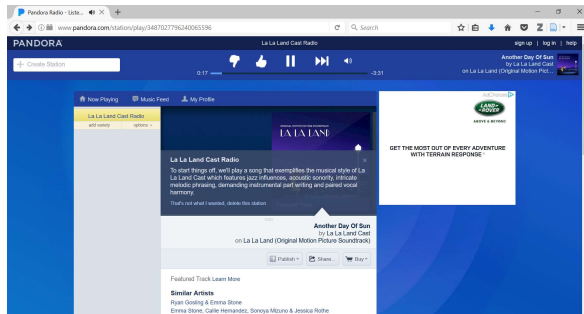 Pandora Radio - Liste...
www.pandora.com/station/play/3487027796240065596
Search
PANDORA
La La Land Cast Radio
sign up | log in | help
+ Create Station
0:17
-3:31
Another Day Of Sun
by La La Land Cast
on La La Land (Original Motion Pict...
Now Playing
Music Feed
My Profile
La La Land Cast Radio
add variety
options
LA LA LAND
La La Land Cast Radio
To start things off, we'll play a song that exemplifies the musical style of La
La Land Cast which features jazz influences, acoustic sonority, intricate
melodic phrasing, demanding instrumental part writing and paired vocal
harmony.
That's not what I wanted, delete this station
Another Day Of Sun
by La La Land Cast
on La La Land (Original Motion Picture Soundtrack)
Publish
Share...
Buy
Featured Track Learn More
Similar Artists
Ryan Gosling & Emma Stone
Emma Stone, Callie Hernandez, Sonoya Mizuno & Jessica Rothe
AdChoices
LAND-
ROVER
ABOVE & BEYOND
GET THE MOST OUT OF EVERY ADVENTURE
WITH TERRAIN RESPONSE